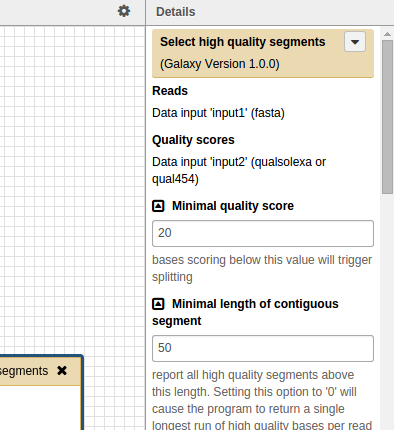 Details
Select high quality segments
(Galaxy Version 1.0.0)
Reads
Data input 'input1' (fasta)
Quality scores
Data input 'input2' (qualsolexa or
qual454)
Minimal quality score
20
bases scoring below this value will trigger
splitting
Minimal length of contiguous
segment
50
report all high quality segments above
this length. Setting this option to '0' will
cause the program to return a single
longest run of high quality bases per read
segments